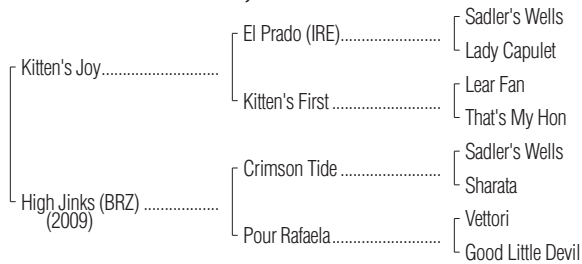 Sadler's Wells
El Prado (IRE)........................
Lady Capulet
Kitten's Joy............................
Lear Fan
Kitten's First..........................
That's My Hon
Sadler's Wells
Crimson Tide........................
Sharata
High Jinks (BRZ)..................
(2009)
Vettori
Pour Rafaela.........................
Good Little Devil